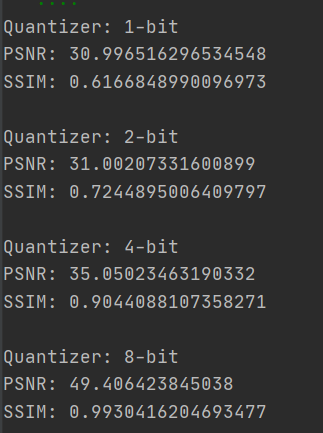 Quantizer: 1-bit
PSNR: 30.996516296534548
SSIM: 0.6166848990096973
Quantizer: 2-bit
PSNR: 31.00207331600899
SSIM: 0.7244895006409797
Quantizer: 4-bit
PSNR: 35.05023463190332
SSIM: 0.9044088107358271
Quantizer: 8-bit
PSNR: 49.406423845038
SSIM: 0.9930416204693477